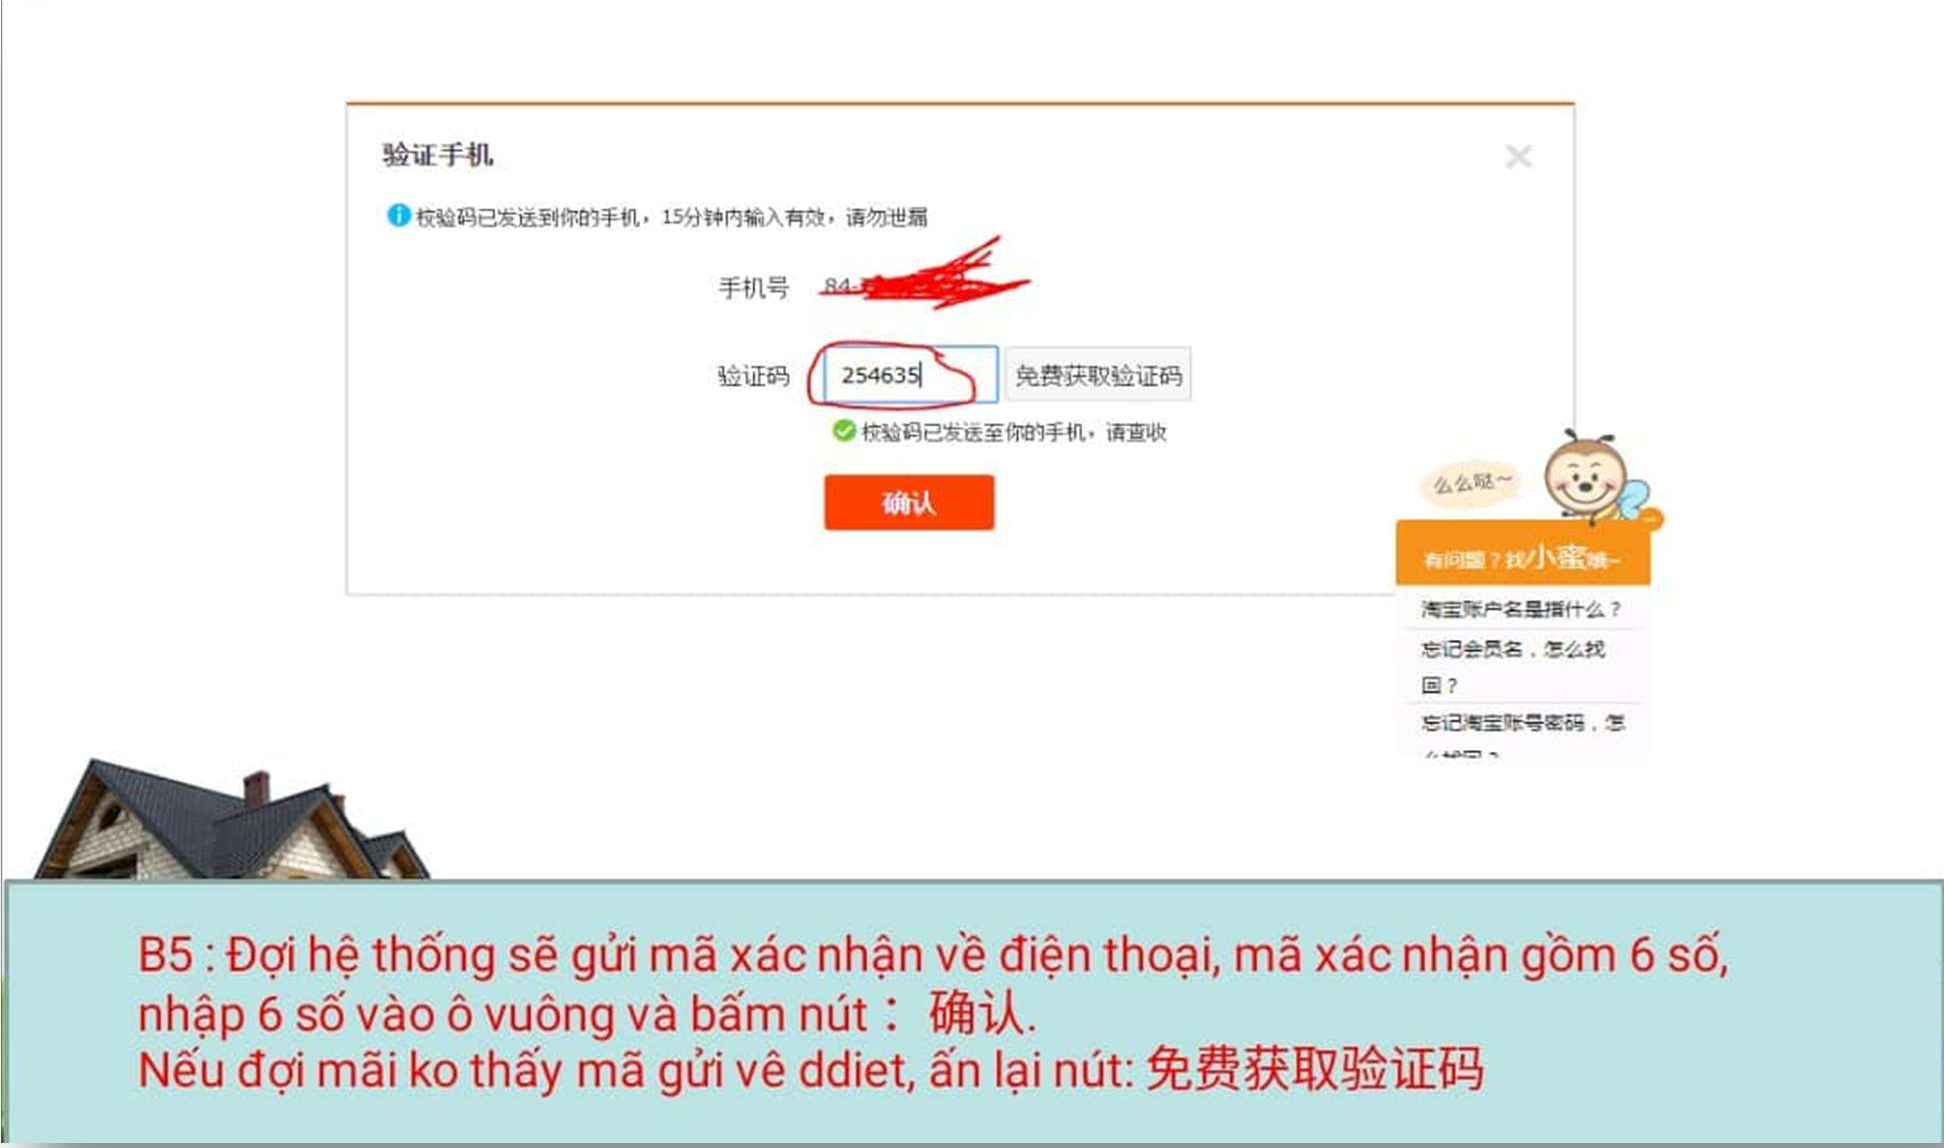 验证手机
校验码已发送到你的手机，15分钟内输入有效，请勿泄漏
手机号 84-
验证码 254635 免费获取验证码
校验码已发送至你的手机，请查收
确认
么么哒~
有问题？找小蜜哦~
淘宝账户名是指什么？
忘记会员名，怎么找
回？
忘记淘宝账号密码，怎
么找回？
B5 : Đợi hệ thống sẽ gửi mã xác nhận về điện thoại, mã xác nhận gồm 6 số,
nhập 6 số vào ô vuông và bấm nút： 确认.
Nếu đợi mãi ko thấy mã gửi vê ddiet, ấn lại nút: 免费获取验证码